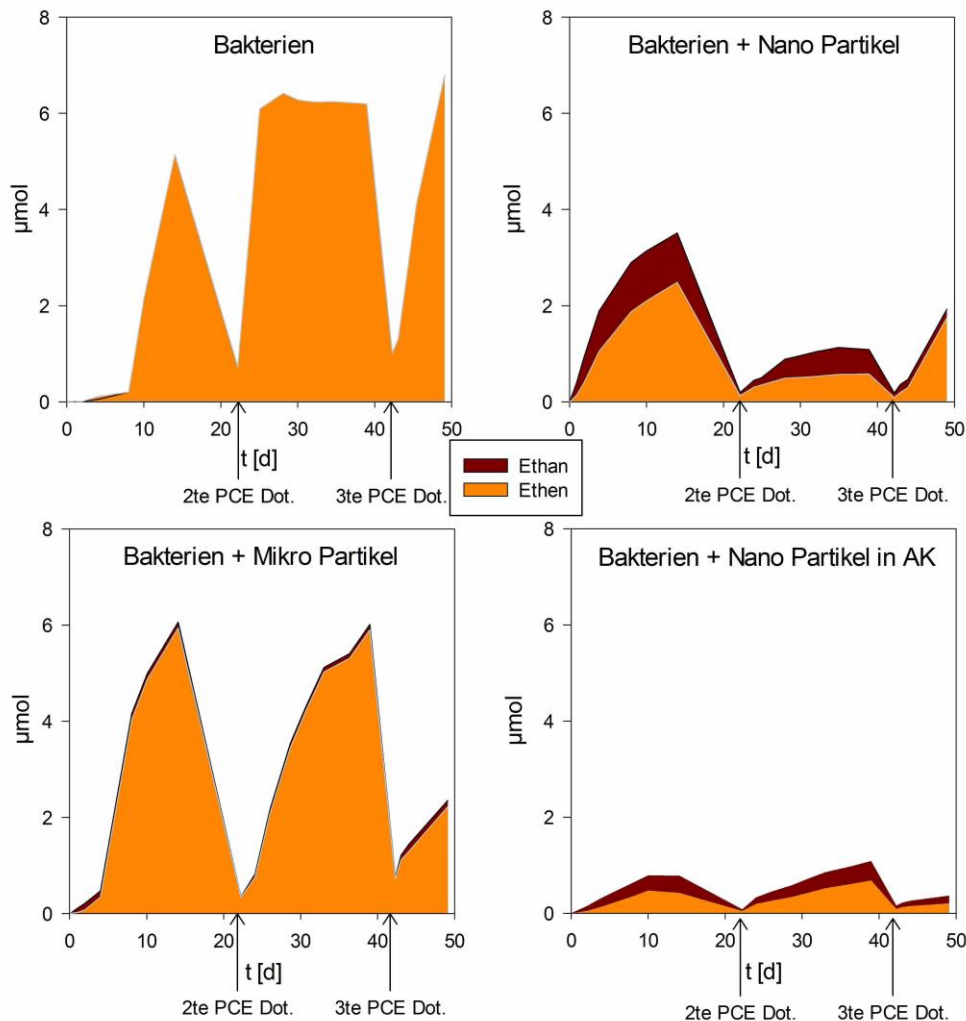 Bakterien
8
6
4
2
0
µmol
0 10 20 30 40 50
t [d]
2te PCE Dot. 3te PCE Dot.
Bakterien + Nano Partikel
8
6
4
2
0
µmol
0 10 20 30 40 50
t [d]
2te PCE Dot. 3te PCE Dot.
Ethan
Ethen
Bakterien + Mikro Partikel
8
6
4
2
0
µmol
0 10 20 30 40 50
t [d]
2te PCE Dot. 3te PCE Dot.
Bakterien + Nano Partikel in AK
8
6
4
2
0
µmol
0 10 20 30 40 50
t [d]
2te PCE Dot. 3te PCE Dot.